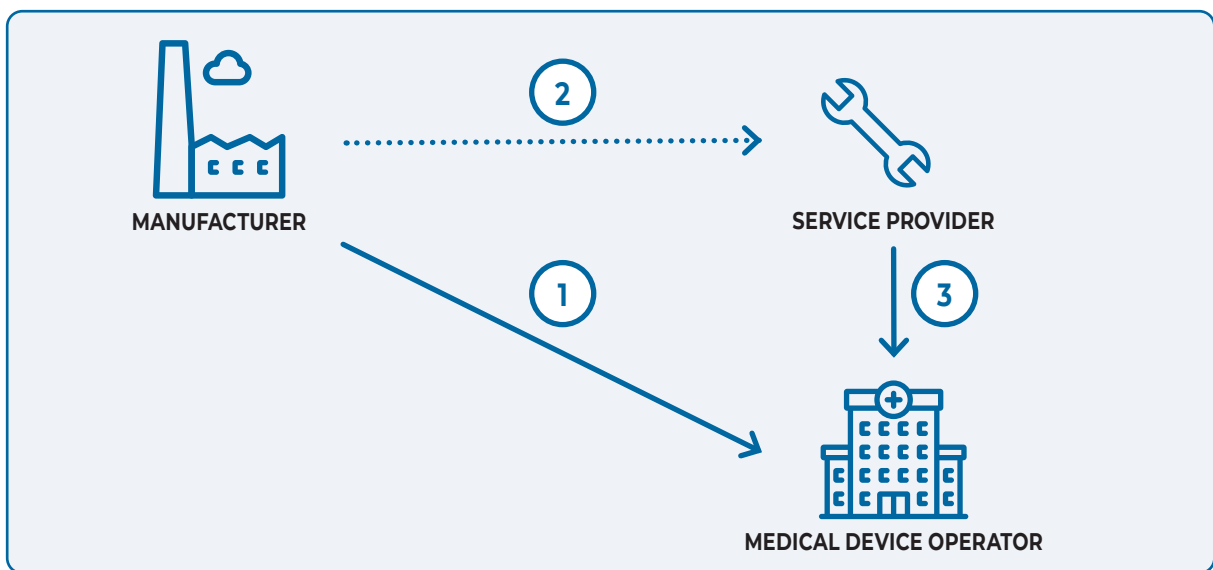 2
MANUFACTURER
SERVICE PROVIDER
1
3
MEDICAL DEVICE OPERATOR